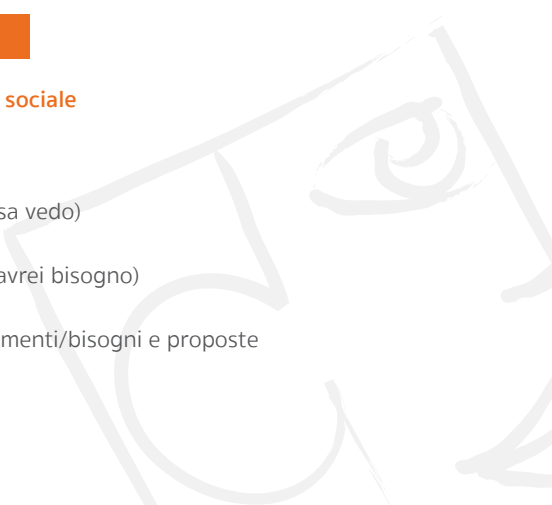 sociale
sa vedo)
avrei bisogno)
menti/bisogni e proposte